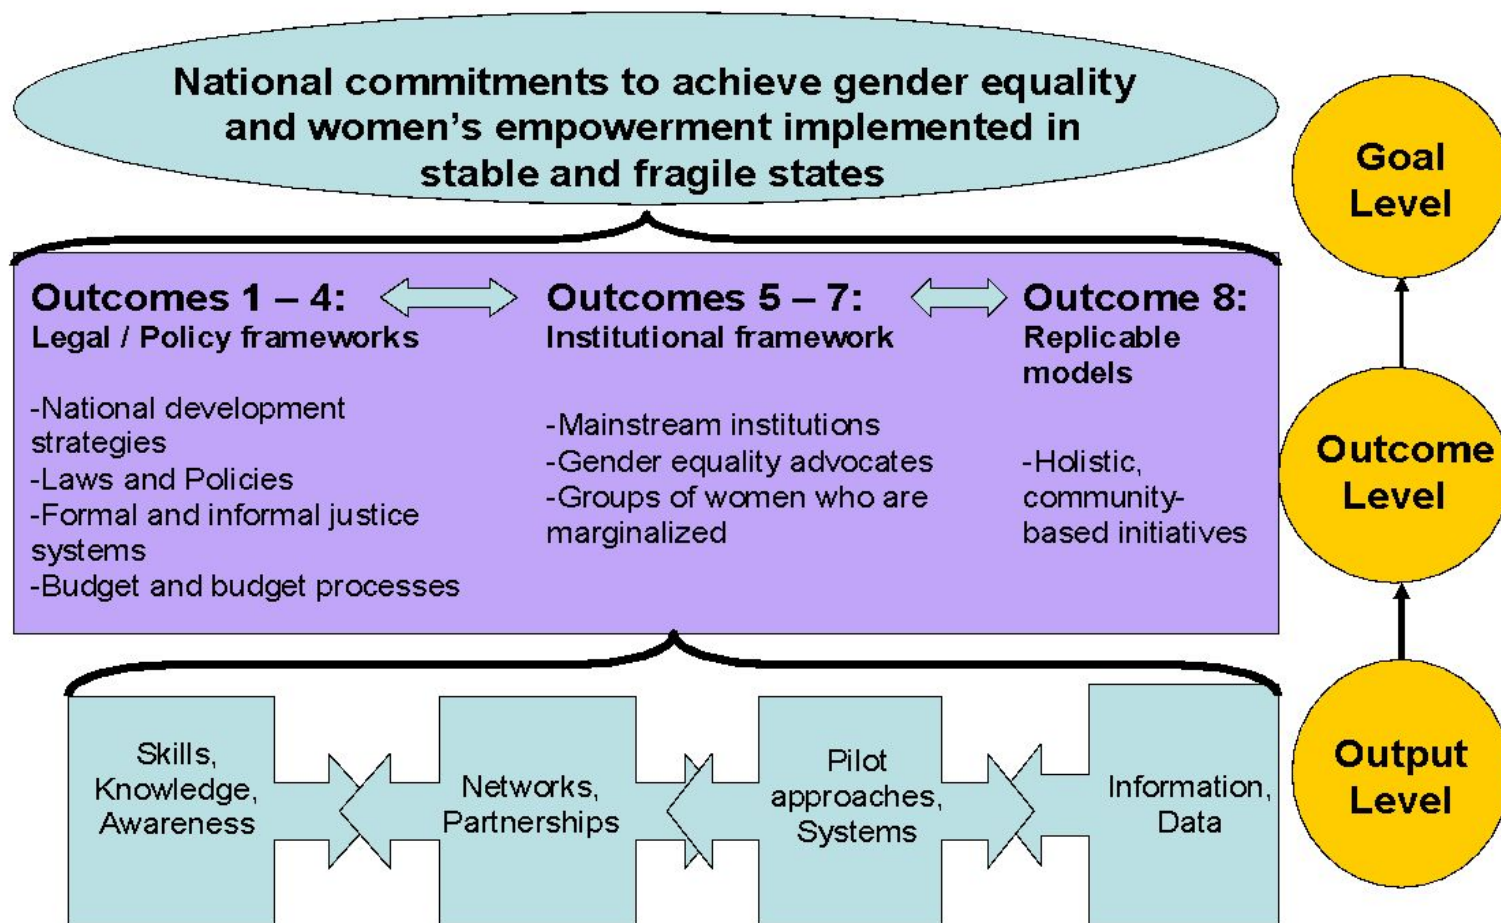 National commitments to achieve gender equality
and women's empowerment implemented in
stable and fragile states
Goal
Level
Outcomes 1 – 4:
Legal / Policy frameworks
-National development
strategies
-Laws and Policies
-Formal and informal justice
systems
-Budget and budget processes
Outcomes 5 – 7:
Institutional framework
-Mainstream institutions
-Gender equality advocates
-Groups of women who are
marginalized
Outcome 8:
Replicable
models
-Holistic,
community-
based initiatives
Outcome
Level
Skills,
Knowledge,
Awareness
Networks,
Partnerships
Pilot
approaches,
Systems
Information,
Data
Output
Level